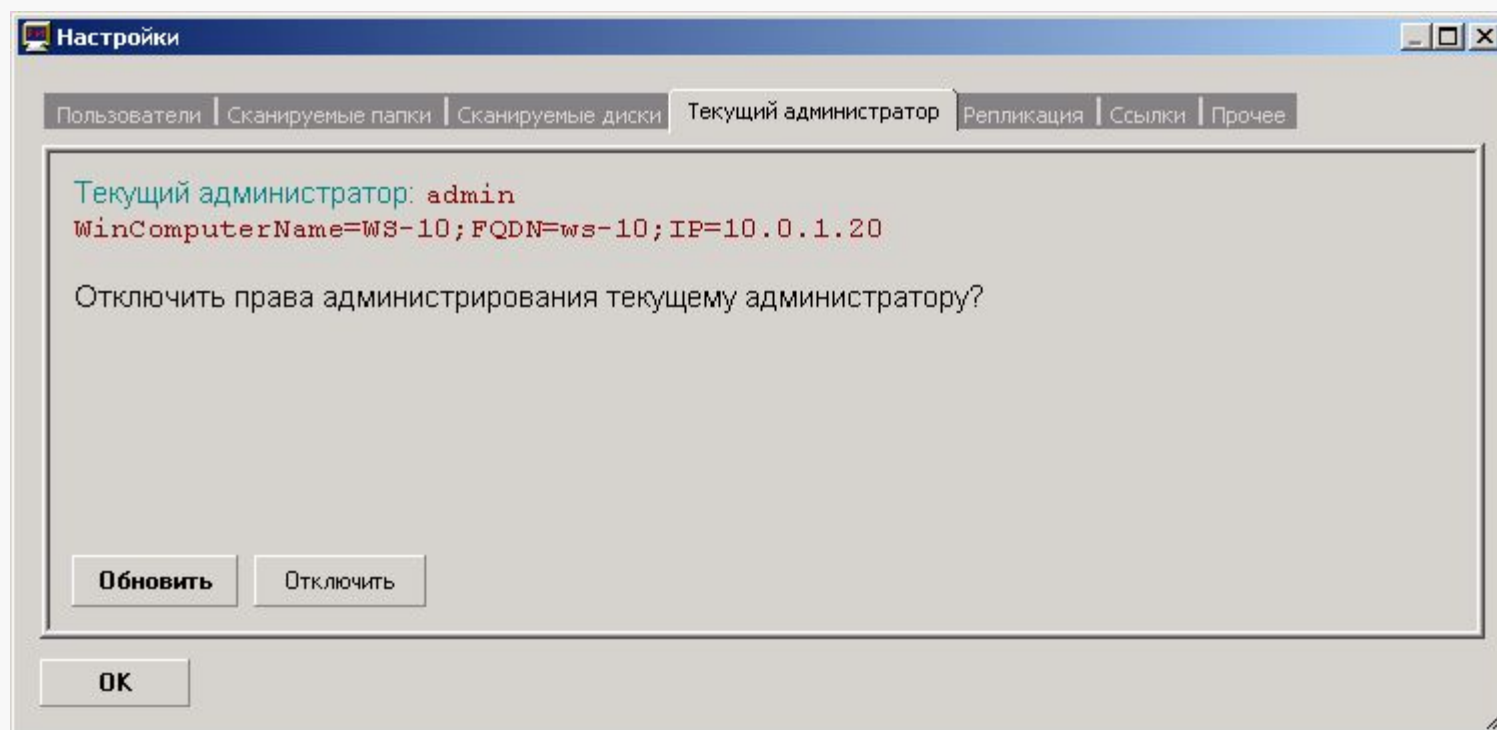 Настройки
Пользователи Сканируемые папки Сканируемые диски Текущий администратор Репликация Ссылки Прочее
Текущий администратор: admin
WinComputerName=WS-10;FQDN=ws-10;IP=10.0.1.20
Отключить права администрирования текущему администратору?
Обновить Отключить
OK